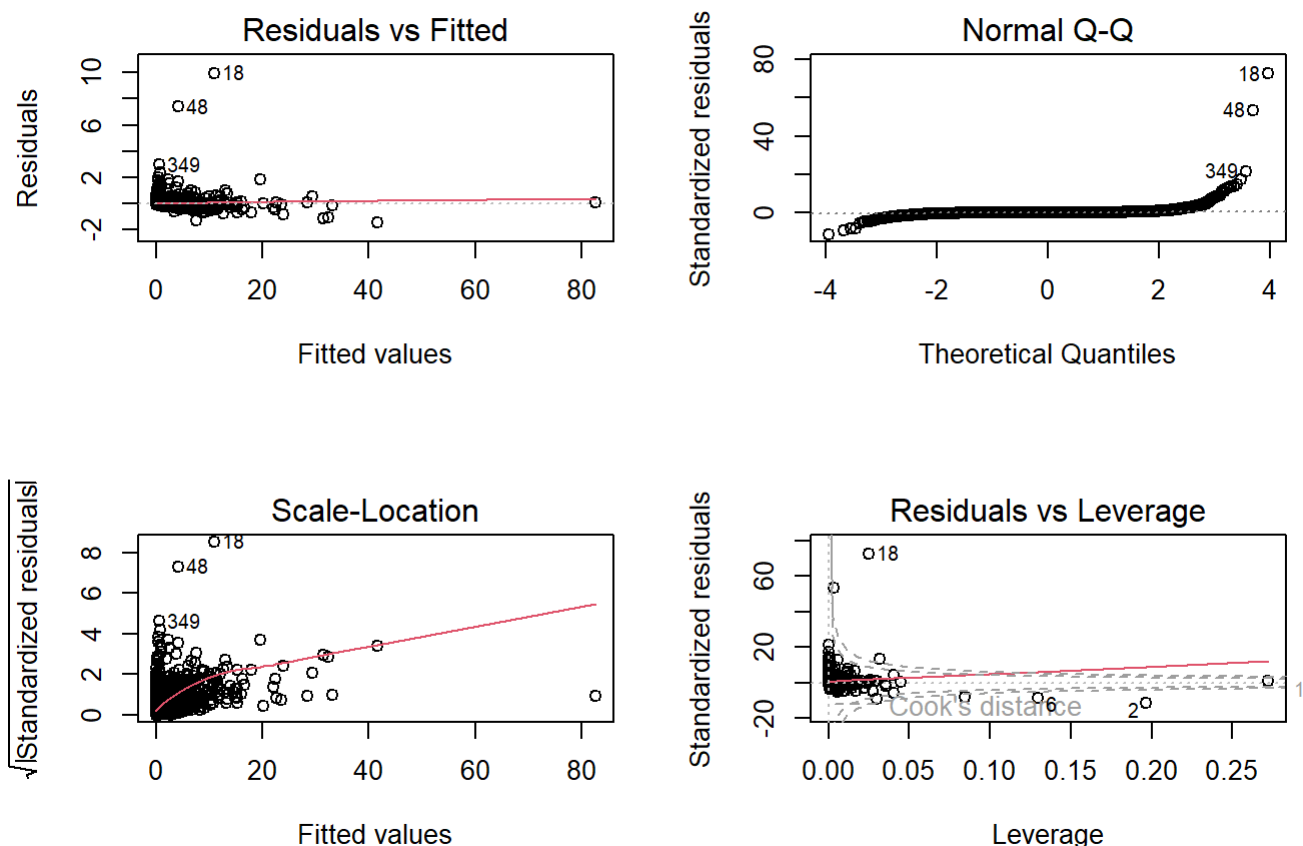 Residuals vs Fitted
Residuals
10
6
2
-2
18
48
349
0 20 40 60 80
Fitted values
Normal Q-Q
Standardized residuals
80
40
0
18
48
349
-4 -2 0 2 4
Theoretical Quantiles
Scale-Location
√|Standardized residuals|
8
6
4
2
0
18
48
349
0 20 40 60 80
Fitted values
Residuals vs Leverage
Standardized residuals
60
20
-20
18
1
Cook's distance
6
2
0.00 0.05 0.10 0.15 0.20 0.25
Leverage